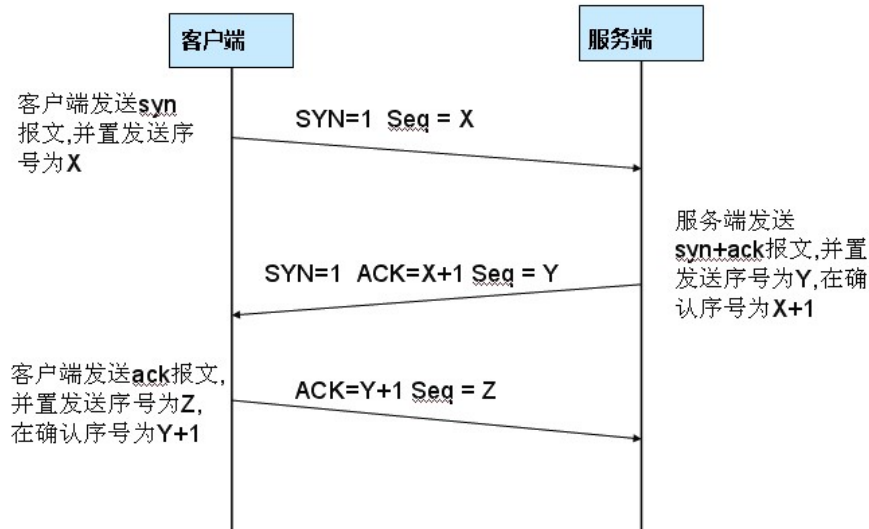 客户端
服务端
客户端发送syn
报文,并置发送序
号为X
SYN=1 Seq = X
服务端发送
syn+ack报文,并置
发送序号为Y,在确
认序号为X+1
SYN=1 ACK=X+1 Seq = Y
客户端发送ack报文,
并置发送序号为Z,
在确认序号为Y+1
ACK=Y+1 Seq = Z